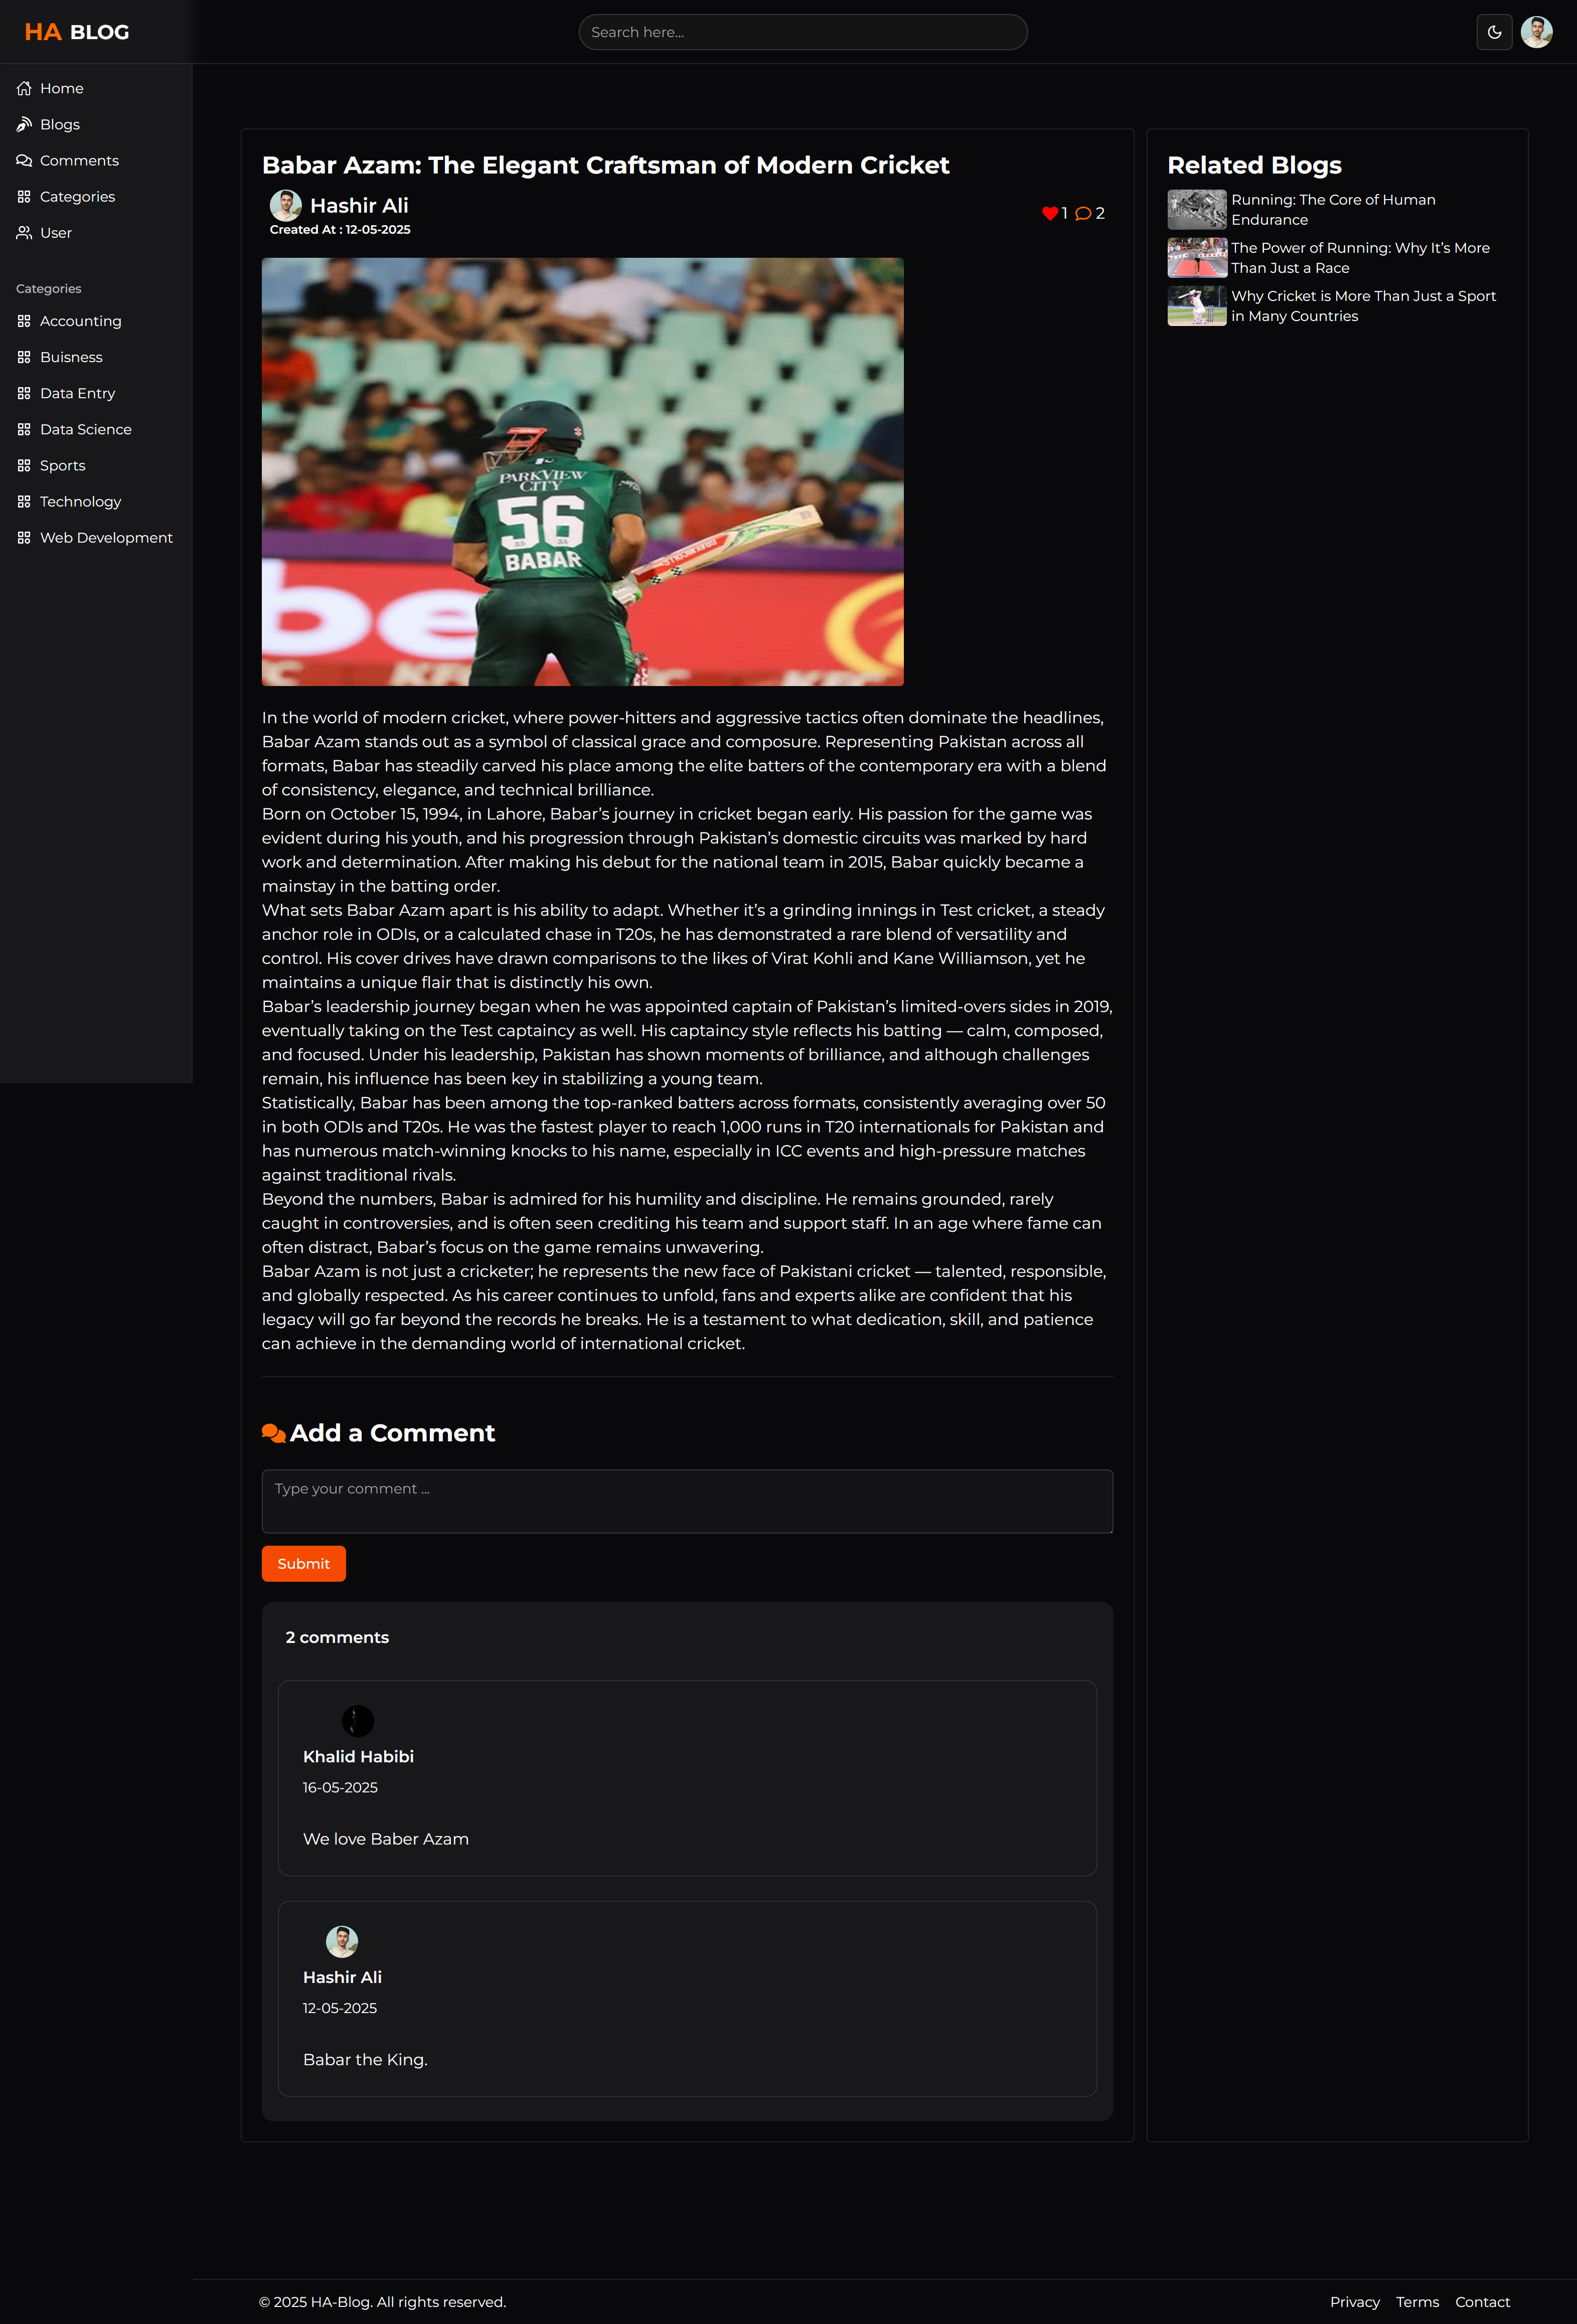 HA BLOG
Search here...
Home
Blogs
Comments
Categories
User
Categories
Accounting
Buisness
Data Entry
Data Science
Sports
Technology
Web Development
Babar Azam: The Elegant Craftsman of Modern Cricket
Hashir Ali
Created At : 12-05-2025
1 2
PARKVIEW
CITY
56
BABAR
be
KFC
In the world of modern cricket, where power-hitters and aggressive tactics often dominate the headlines,
Babar Azam stands out as a symbol of classical grace and composure. Representing Pakistan across all
formats, Babar has steadily carved his place among the elite batters of the contemporary era with a blend
of consistency, elegance, and technical brilliance.
Born on October 15, 1994, in Lahore, Babar’s journey in cricket began early. His passion for the game was
evident during his youth, and his progression through Pakistan’s domestic circuits was marked by hard
work and determination. After making his debut for the national team in 2015, Babar quickly became a
mainstay in the batting order.
What sets Babar Azam apart is his ability to adapt. Whether it’s a grinding innings in Test cricket, a steady
anchor role in ODIs, or a calculated chase in T20s, he has demonstrated a rare blend of versatility and
control. His cover drives have drawn comparisons to the likes of Virat Kohli and Kane Williamson, yet he
maintains a unique flair that is distinctly his own.
Babar’s leadership journey began when he was appointed captain of Pakistan’s limited-overs sides in 2019,
eventually taking on the Test captaincy as well. His captaincy style reflects his batting — calm, composed,
and focused. Under his leadership, Pakistan has shown moments of brilliance, and although challenges
remain, his influence has been key in stabilizing a young team.
Statistically, Babar has been among the top-ranked batters across formats, consistently averaging over 50
in both ODIs and T20s. He was the fastest player to reach 1,000 runs in T20 internationals for Pakistan and
has numerous match-winning knocks to his name, especially in ICC events and high-pressure matches
against traditional rivals.
Beyond the numbers, Babar is admired for his humility and discipline. He remains grounded, rarely
caught in controversies, and is often seen crediting his team and support staff. In an age where fame can
often distract, Babar’s focus on the game remains unwavering.
Babar Azam is not just a cricketer; he represents the new face of Pakistani cricket — talented, responsible,
and globally respected. As his career continues to unfold, fans and experts alike are confident that his
legacy will go far beyond the records he breaks. He is a testament to what dedication, skill, and patience
can achieve in the demanding world of international cricket.
Add a Comment
Type your comment ...
Submit
2 comments
Khalid Habibi
16-05-2025
We love Baber Azam
Hashir Ali
12-05-2025
Babar the King.
Related Blogs
Running: The Core of Human
Endurance
The Power of Running: Why It’s More
Than Just a Race
Why Cricket is More Than Just a Sport
in Many Countries
© 2025 HA-Blog. All rights reserved.
Privacy Terms Contact